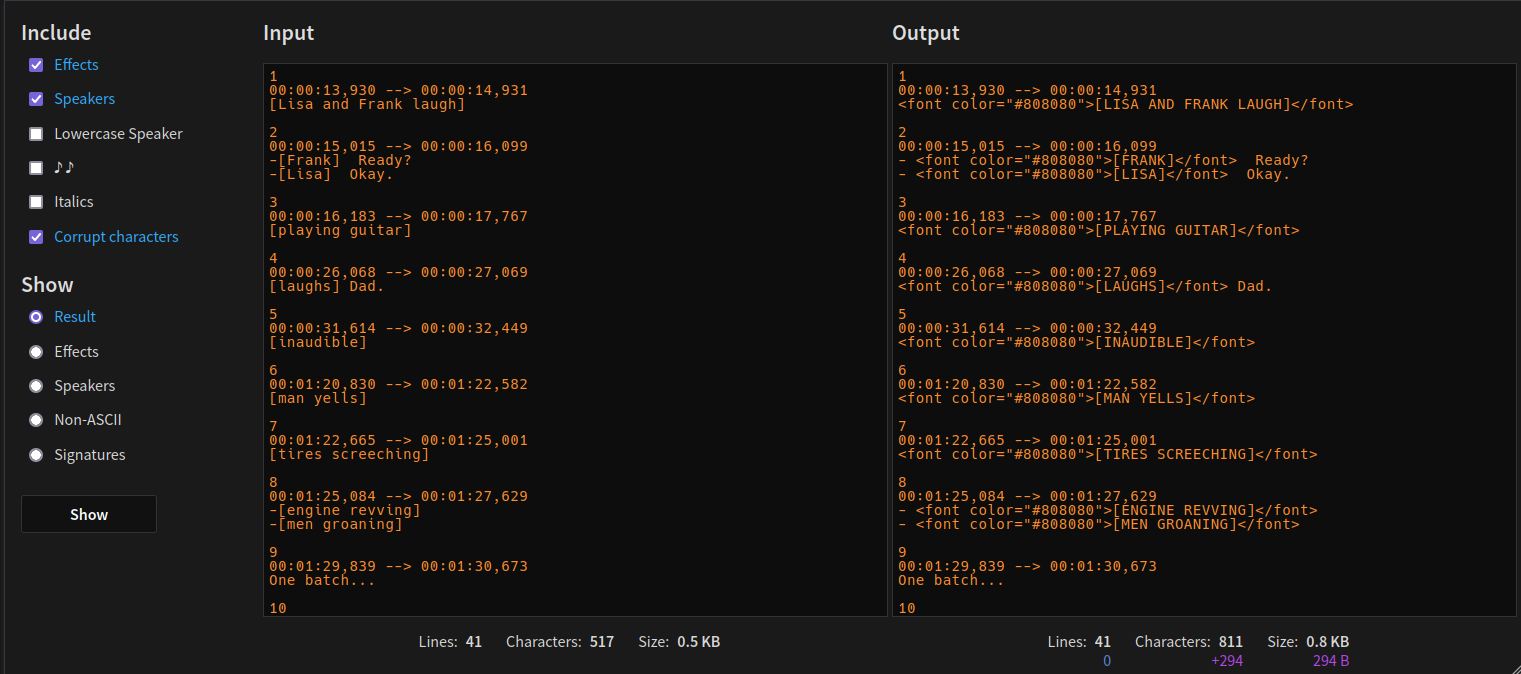 Include
Effects
Speakers
Lowercase Speaker
♪♪
Italics
Corrupt characters
Show
Result
Effects
Speakers
Non-ASCII
Signatures
Show
Input
1
00:00:13,930 --> 00:00:14,931
[Lisa and Frank laugh]
2
00:00:15,015 --> 00:00:16,099
-[Frank]  Ready?
-[Lisa]  Okay.
3
00:00:16,183 --> 00:00:17,767
[playing guitar]
4
00:00:26,068 --> 00:00:27,069
[laughs] Dad.
5
00:00:31,614 --> 00:00:32,449
[inaudible]
6
00:01:20,830 --> 00:01:22,582
[man yells]
7
00:01:22,665 --> 00:01:25,001
[tires screeching]
8
00:01:25,084 --> 00:01:27,629
-[engine revving]
-[men groaning]
9
00:01:29,839 --> 00:01:30,673
One batch...
10
Lines: 41 Characters: 517 Size: 0.5 KB
Output
1
00:00:13,930 --> 00:00:14,931
<font color="#808080">[LISA AND FRANK LAUGH]</font>
2
00:00:15,015 --> 00:00:16,099
- <font color="#808080">[FRANK]</font>  Ready?
- <font color="#808080">[LISA]</font>  Okay.
3
00:00:16,183 --> 00:00:17,767
<font color="#808080">[PLAYING GUITAR]</font>
4
00:00:26,068 --> 00:00:27,069
<font color="#808080">[LAUGHS]</font> Dad.
5
00:00:31,614 --> 00:00:32,449
<font color="#808080">[INAUDIBLE]</font>
6
00:01:20,830 --> 00:01:22,582
<font color="#808080">[MAN YELLS]</font>
7
00:01:22,665 --> 00:01:25,001
<font color="#808080">[TIRES SCREECHING]</font>
8
00:01:25,084 --> 00:01:27,629
- <font color="#808080">[ENGINE REVVING]</font>
- <font color="#808080">[MEN GROANING]</font>
9
00:01:29,839 --> 00:01:30,673
One batch...
10
Lines: 41 Characters: 811 Size: 0.8 KB
0 +294 294 B